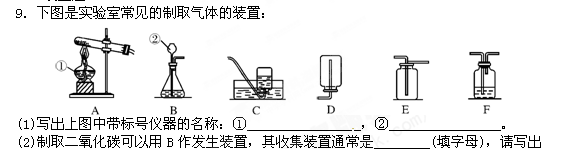 9. 下图是实验室常见的制取气体的装置：
① ②
A B C D E F
(1)写出上图中带标号仪器的名称：①____________，②____________。
(2)制取二氧化碳可以用 B 作发生装置，其收集装置通常是______(填字母)，请写出